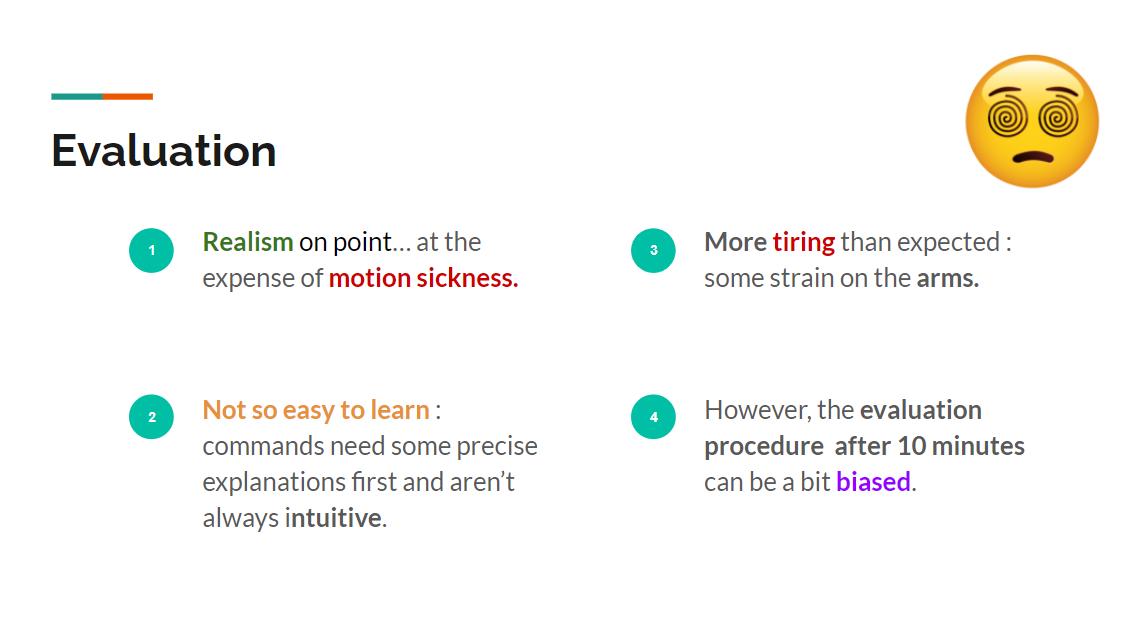 Evaluation
1
Realism on point… at the
expense of motion sickness.
2
Not so easy to learn :
commands need some precise
explanations first and aren’t
always intuitive.
3
More tiring than expected :
some strain on the arms.
4
However, the evaluation
procedure  after 10 minutes
can be a bit biased.